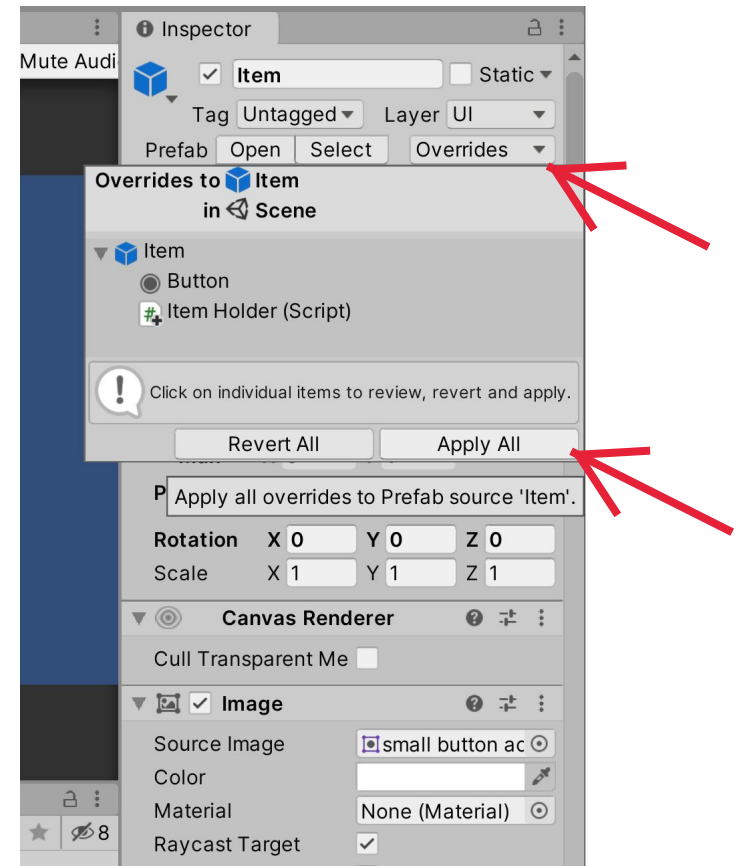 Inspector
Mute Audi
Item Static
Tag Untagged Layer UI
Prefab Open Select Overrides
Overrides to Item
in Scene
Item
Button
Item Holder (Script)
Click on individual items to review, revert and apply.
Revert All Apply All
P
Apply all overrides to Prefab source 'Item'.
Rotation X 0 Y 0 Z 0
Scale X 1 Y 1 Z 1
Canvas Renderer
Cull Transparent Me
Image
Source Image small button ac
Color
Material None (Material)
8
Raycast Target